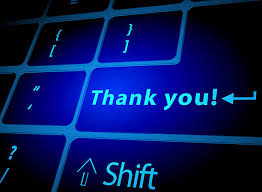 { }
[ ]
"
' Thank you! ↵
?
/ ⇧ Shift